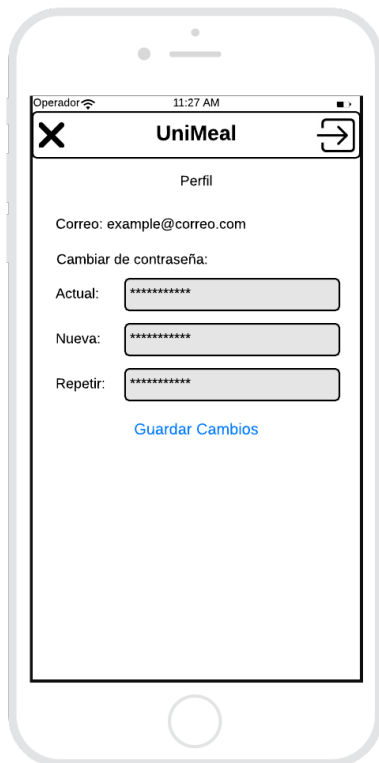 Operador 11:27 AM
UniMeal
Perfil
Correo: example@correo.com
Cambiar de contraseña:
Actual: ***********
Nueva: ***********
Repetir: ***********
Guardar Cambios